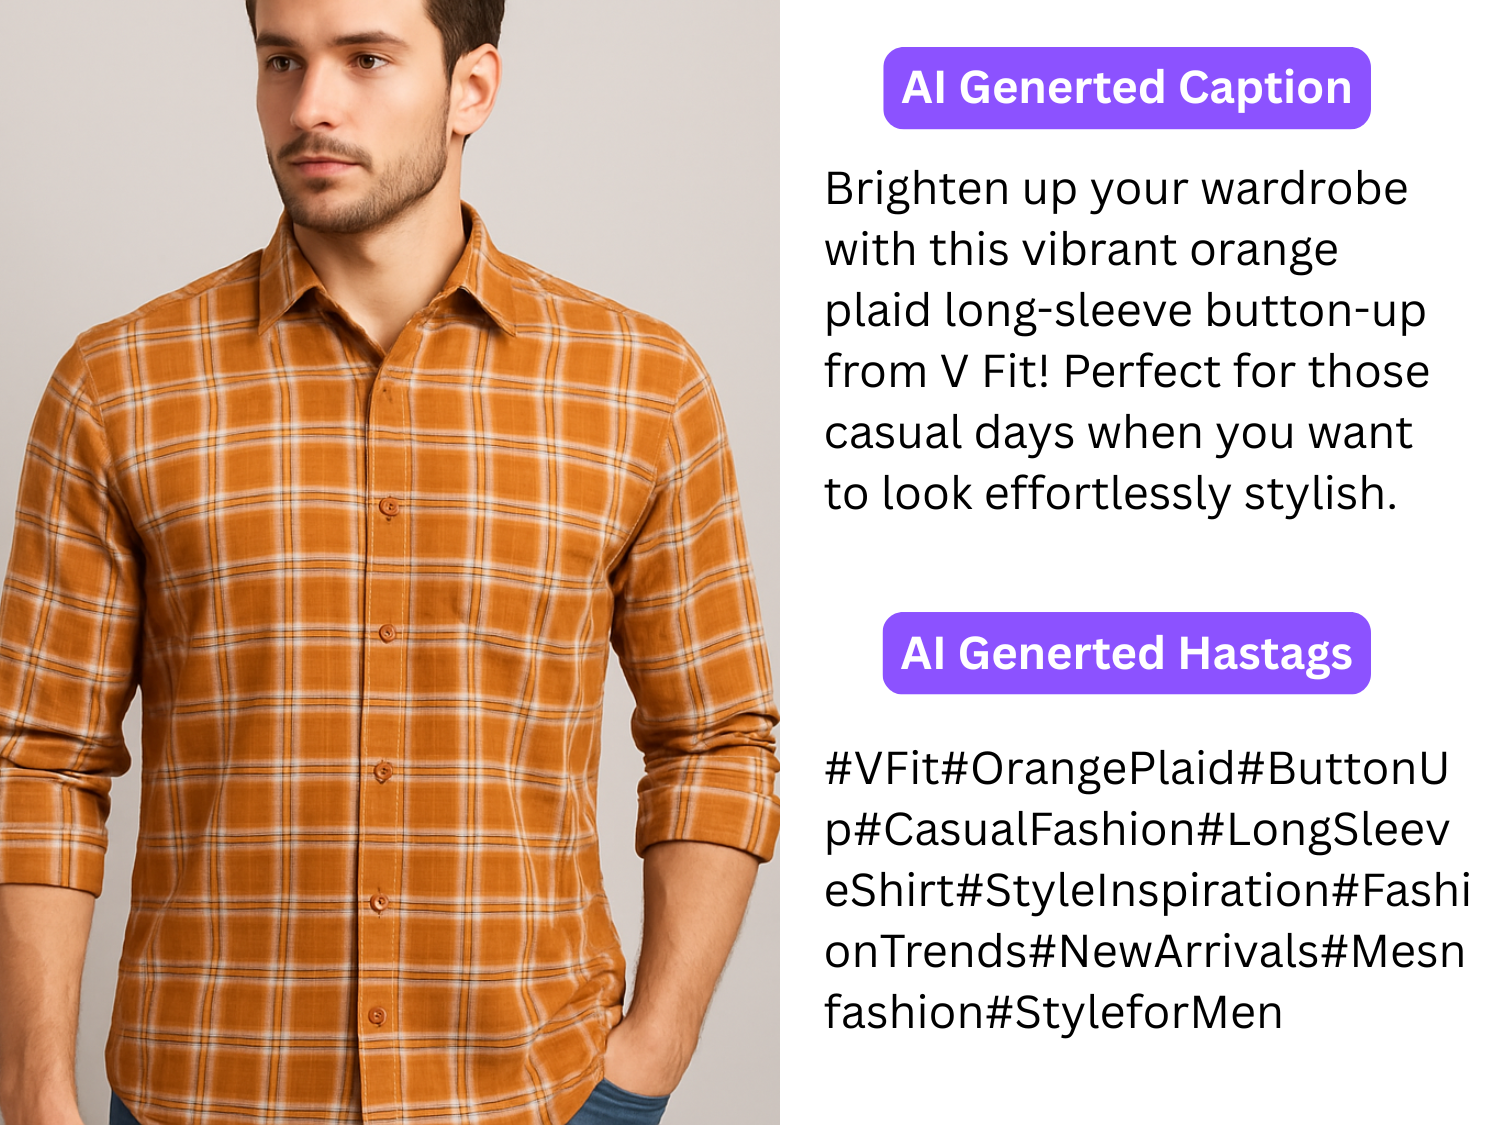 AI Generted Caption
Brighten up your wardrobe
with this vibrant orange
plaid long-sleeve button-up
from V Fit! Perfect for those
casual days when you want
to look effortlessly stylish.
AI Generted Hastags
#VFit#OrangePlaid#ButtonU
p#CasualFashion#LongSleev
eShirt#StyleInspiration#Fashi
onTrends#NewArrivals#Mesn
fashion#StyleforMen